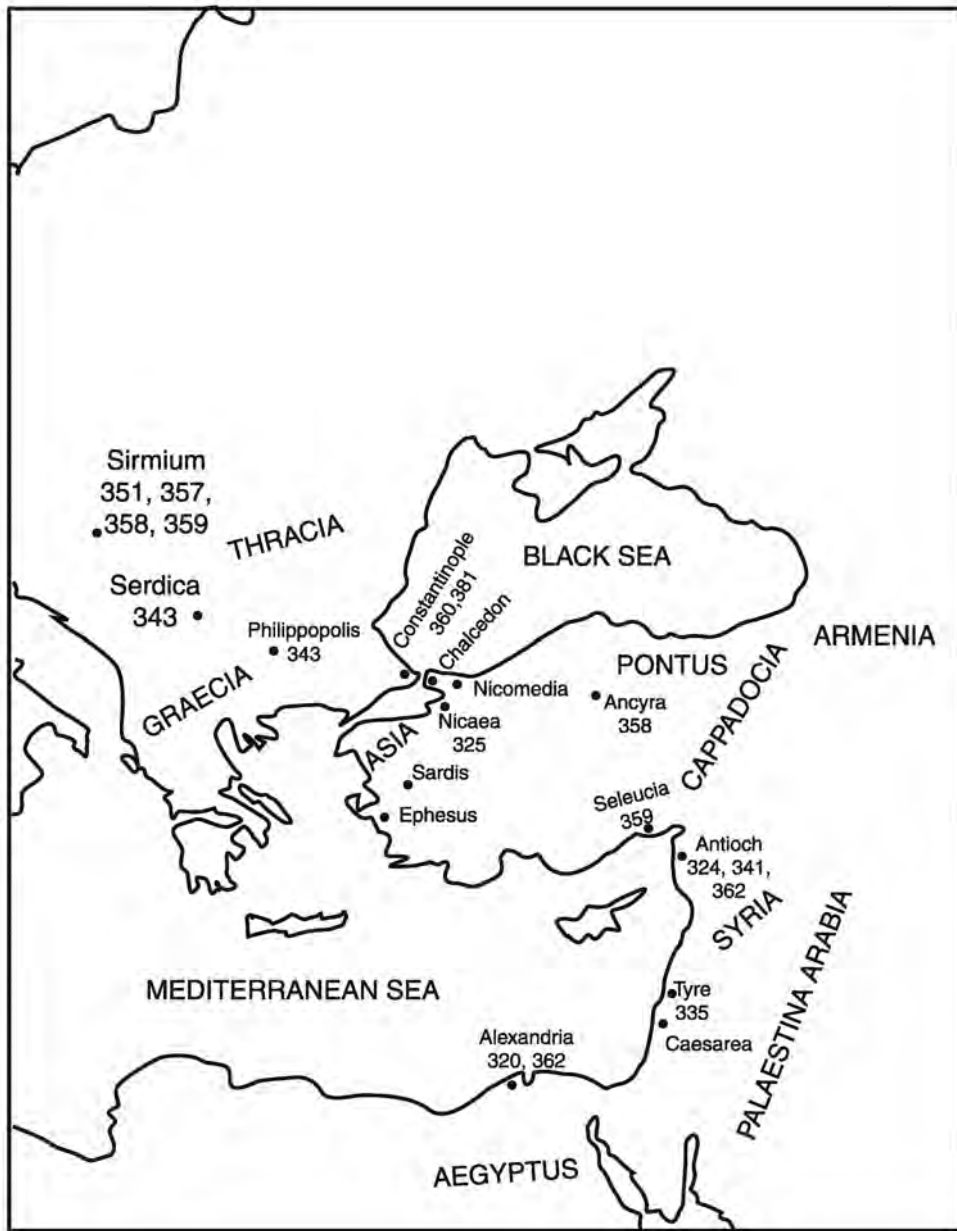 Sirmium
351, 357,
358, 359
THRACIA
BLACK SEA
Constantinople
360,381
Chalcedon
Serdica
343
Philippopolis
343
ARMENIA
PONTUS
GRAECIA
Nicomedia
Ancyra
358
CAPPADOCIA
Nicaea
325
ASIA
Sardis
Ephesus
Seleucia
359
Antioch
324, 341,
362
SYRIA
MEDITERRANEAN SEA
Tyre
335
Caesarea
PALAESTINA ARABIA
Alexandria
320, 362
AEGYPTUS